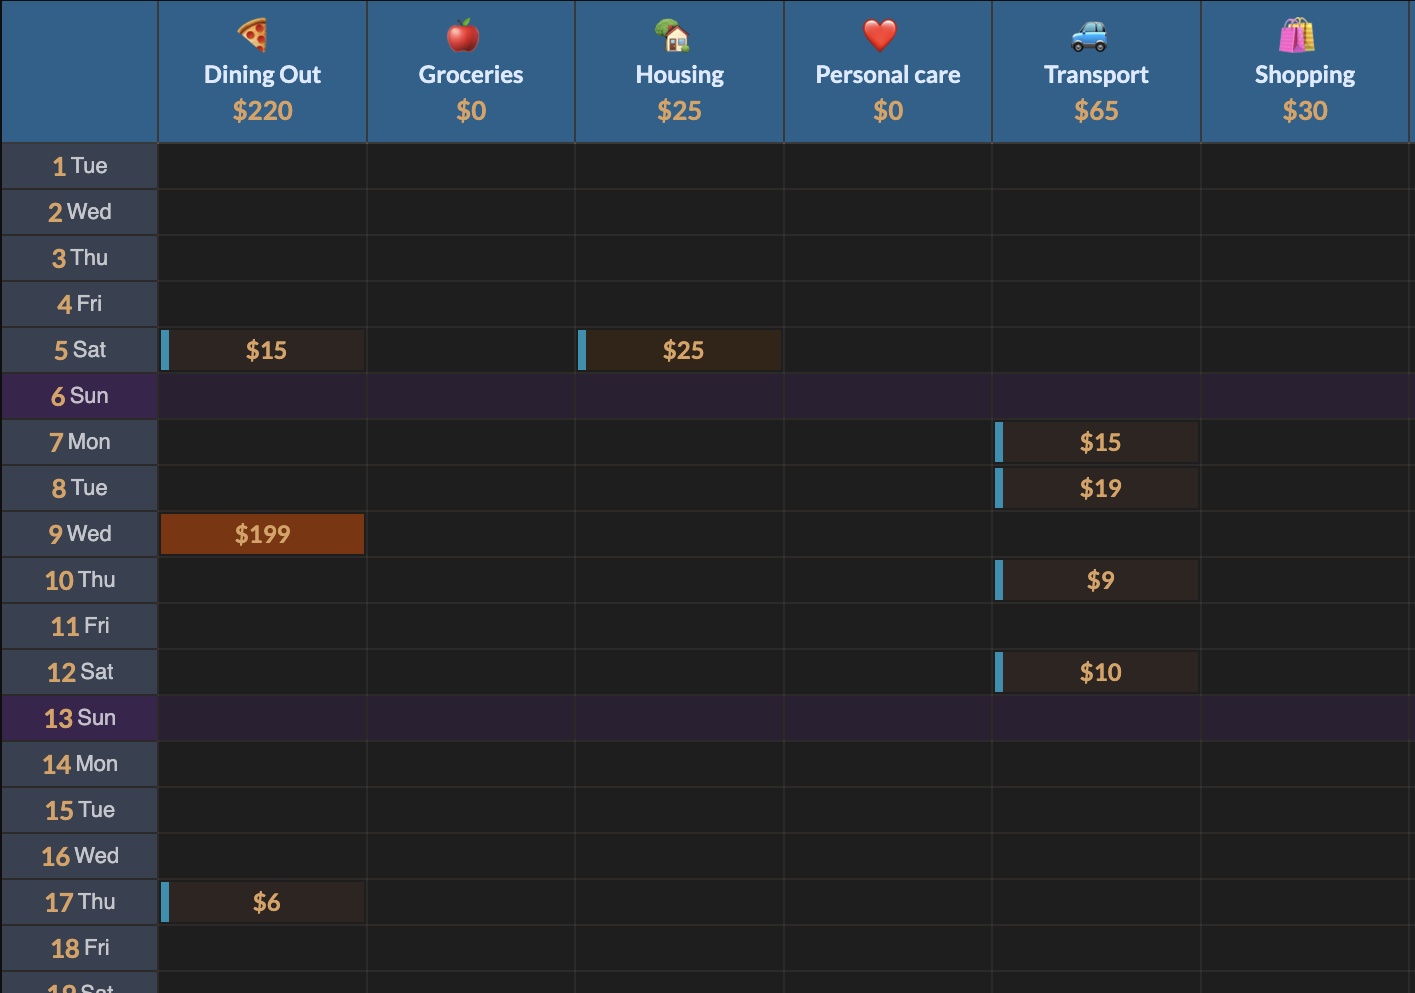 Dining Out Groceries Housing Personal care Transport Shopping
$220 $0 $25 $0 $65 $30
1 Tue
2 Wed
3 Thu
4 Fri
5 Sat $15 $25
6 Sun
7 Mon $15
8 Tue $19
9 Wed $199
10 Thu $9
11 Fri
12 Sat $10
13 Sun
14 Mon
15 Tue
16 Wed
17 Thu $6
18 Fri
19 Sat